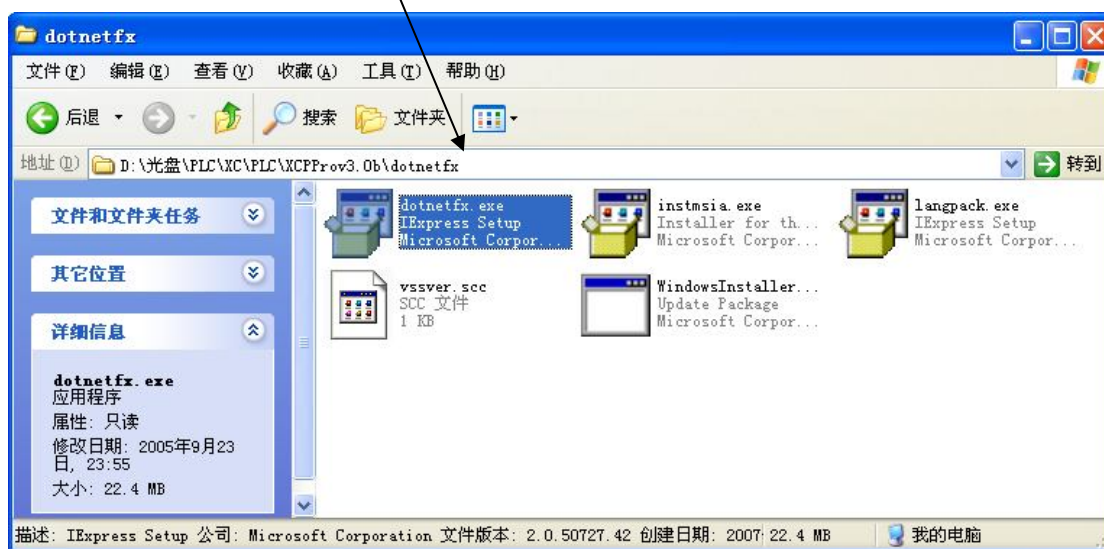 dotnetfx
文件(F) 编辑(E) 查看(V) 收藏(A) 工具(T) 帮助(H)
后退 搜索 文件夹
地址(D) D:\光盘\PLC\XC\PLC\XCPProv3.0b\dotnetfx 转到
文件和文件夹任务
其它位置
详细信息
dotnetfx.exe
应用程序
属性: 只读
修改日期: 2005年9月23
日, 23:55
大小: 22.4 MB
dotnetfx.exe
IExpress Setup
Microsoft Corpor...
instmsia.exe
Installer for th...
Microsoft Corpor...
langpack.exe
IExpress Setup
Microsoft Corpor...
vssver.scc
SCC 文件
1 KB
WindowsInstaller...
Update Package
Microsoft Corpor...
描述: IExpress Setup 公司: Microsoft Corporation 文件版本: 2.0.50727.42 创建日期: 2007 22.4 MB 我的电脑